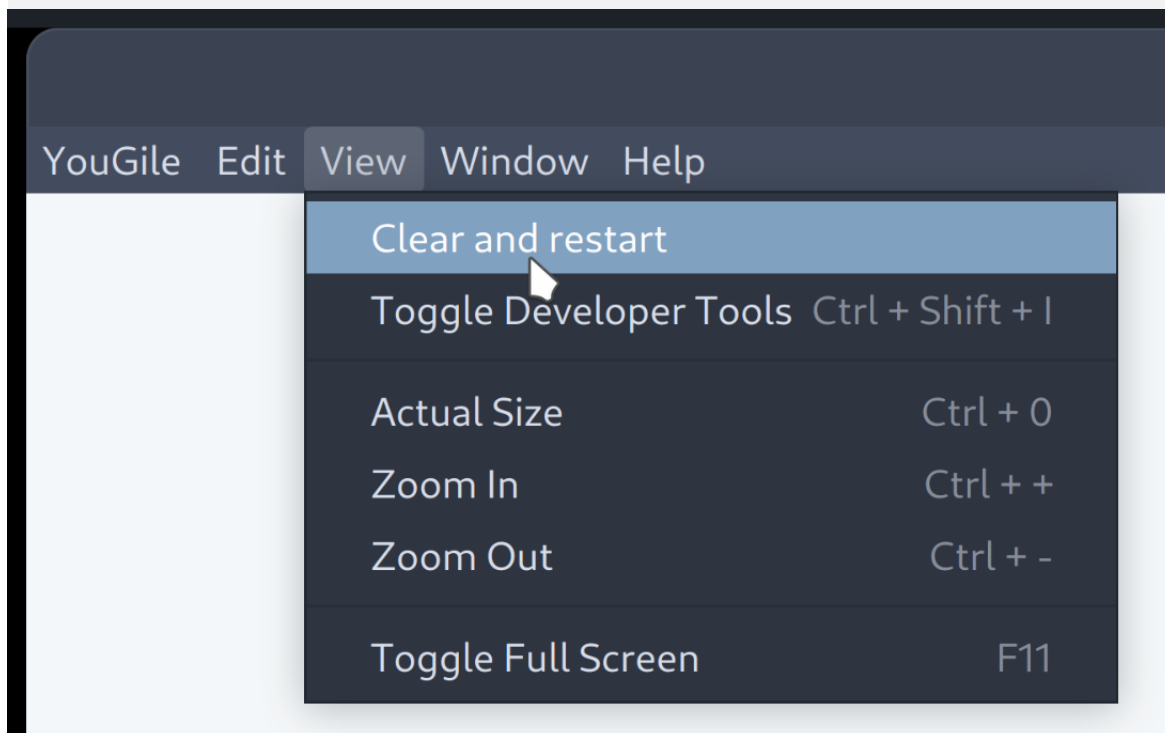 YouGile Edit View Window Help
Clear and restart
Toggle Developer Tools Ctrl + Shift + I
Actual Size Ctrl + 0
Zoom In Ctrl + +
Zoom Out Ctrl + -
Toggle Full Screen F11